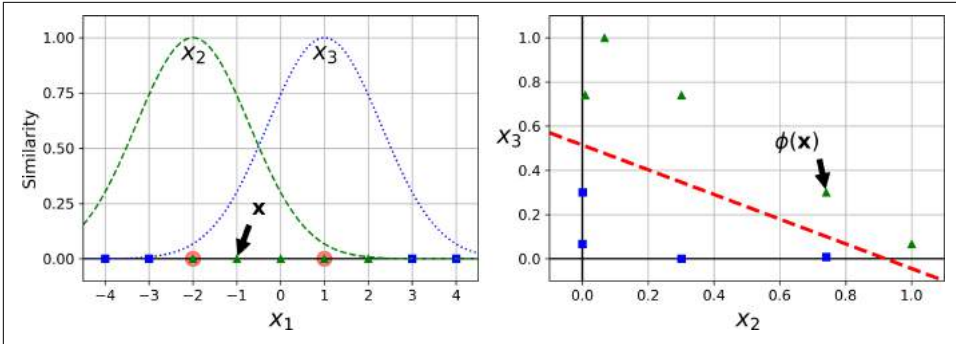 1.00
0.75
0.50
0.25
0.00
Similarity
x₂
x₃
x
−4 −3 −2 −1 0 1 2 3 4
x₁
1.0
0.8
0.6
0.4
0.2
0.0
x₃
ϕ(x)
0.0 0.2 0.4 0.6 0.8 1.0
x₂